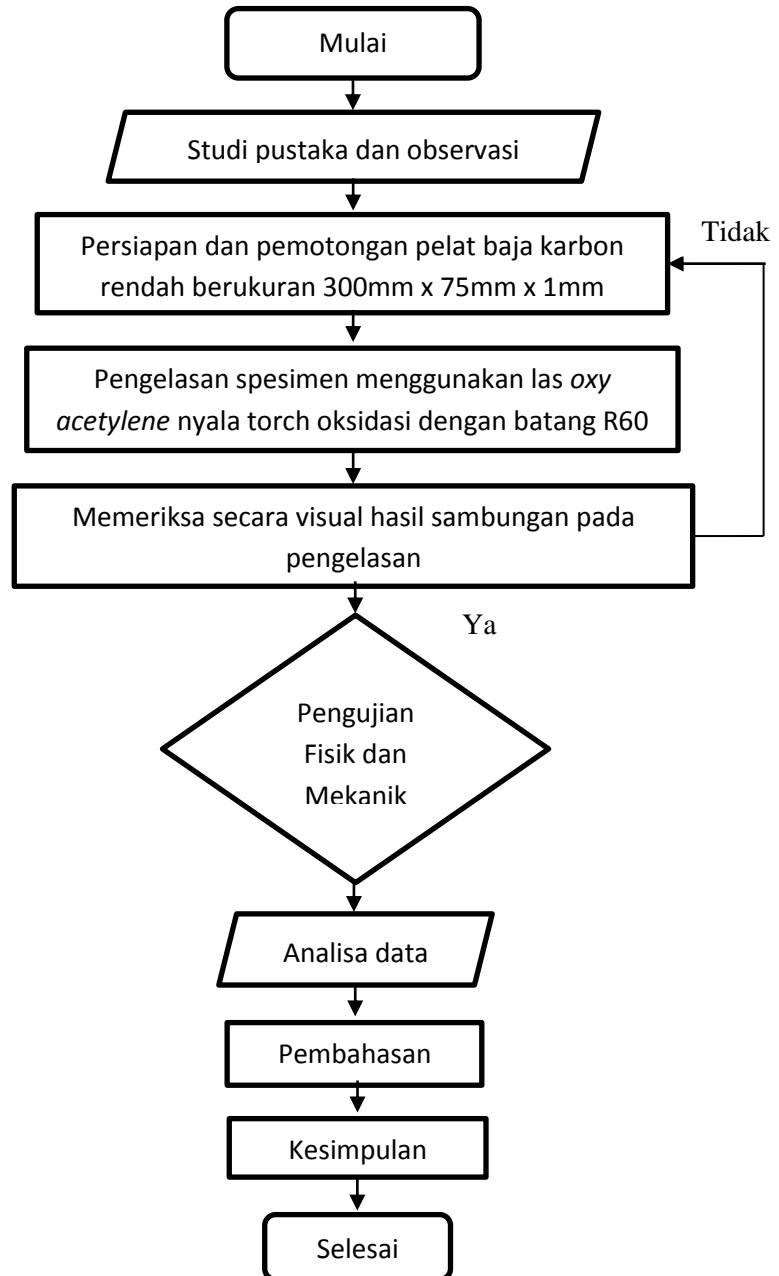 Mulai
Studi pustaka dan observasi
Tidak
Persiapan dan pemotongan pelat baja karbon
rendah berukuran 300mm x 75mm x 1mm
Pengelasan spesimen menggunakan las oxy
acetylene nyala torch oksidasi dengan batang R60
Memeriksa secara visual hasil sambungan pada
pengelasan
Ya
Pengujian
Fisik dan
Mekanik
Analisa data
Pembahasan
Kesimpulan
Selesai